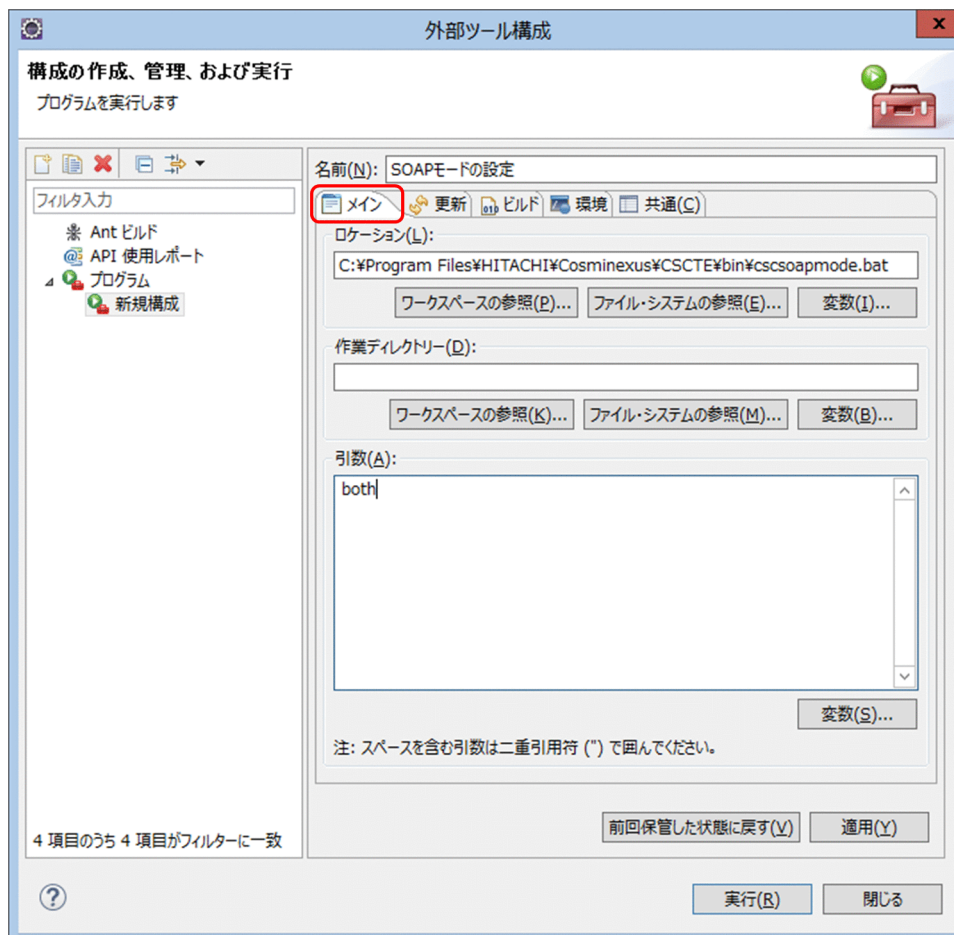 外部ツール構成
x
構成の作成、管理、および実行
プログラムを実行します
名前(N): SOAPモードの設定
フィルタ入力
Ant ビルド
API 使用レポート
プログラム
新規構成
4 項目のうち 4 項目がフィルターに一致
メイン 更新 ビルド 環境 共通(C)
ロケーション(L):
C:¥Program Files¥HITACHI¥Cosminexus¥CSCTE¥bin¥cscsoapmode.bat
ワークスペースの参照(P)... ファイル・システムの参照(E)... 変数(I)...
作業ディレクトリー(D):
ワークスペースの参照(K)... ファイル・システムの参照(M)... 変数(B)...
引数(A):
both
変数(S)...
注: スペースを含む引数は二重引用符 (") で囲んでください。
前回保管した状態に戻す(V) 適用(Y)
? 実行(R) 閉じる